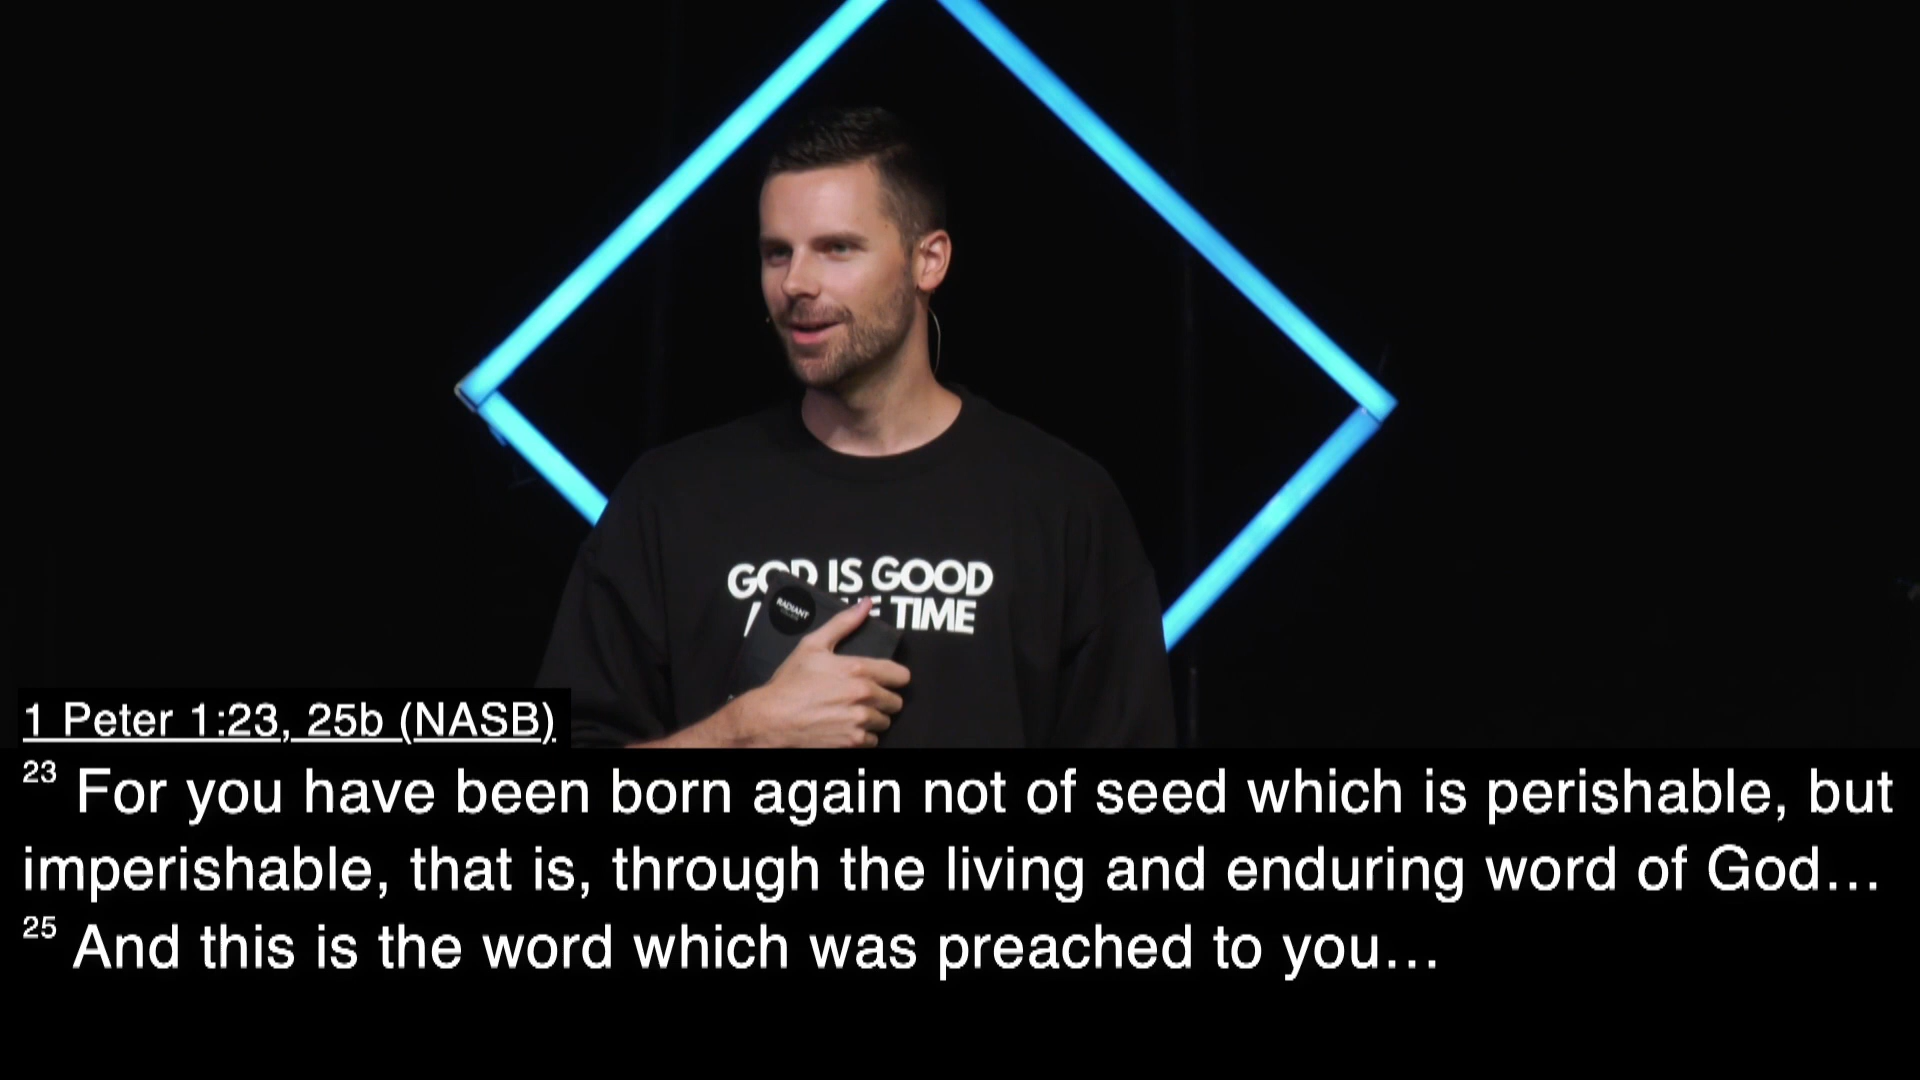 GOD IS GOOD
TIME
RADIANT
1 Peter 1:23, 25b (NASB)
23 For you have been born again not of seed which is perishable, but
imperishable, that is, through the living and enduring word of God…
25 And this is the word which was preached to you…